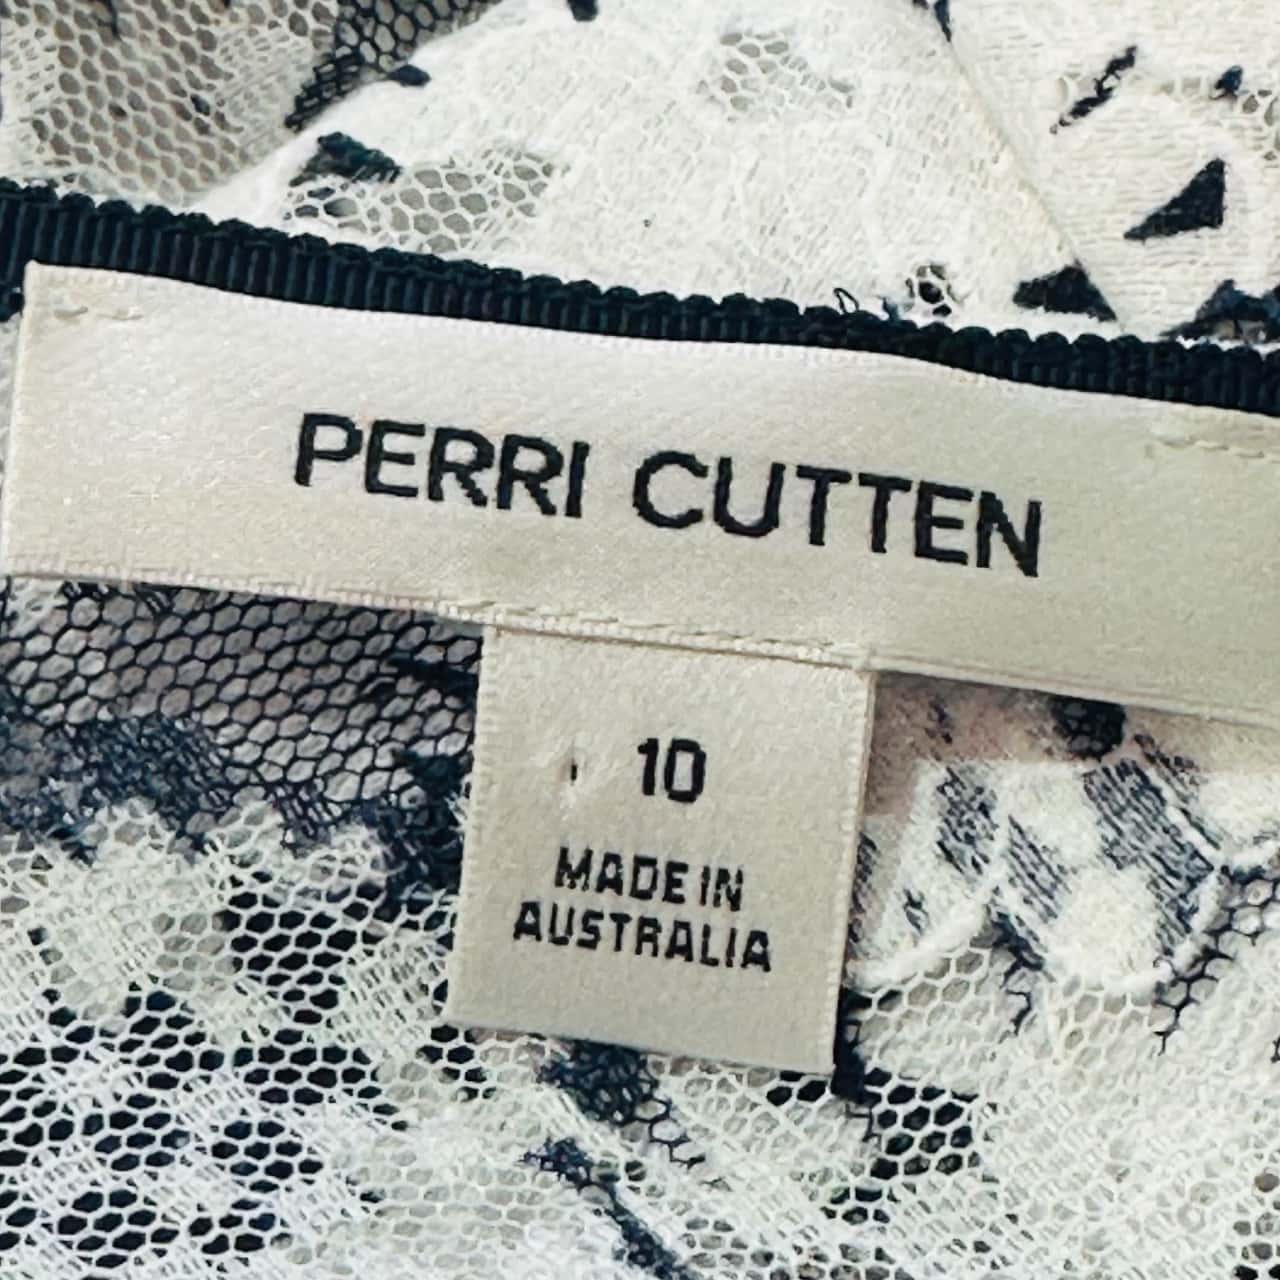 PERRI CUTTEN
10
MADE IN
AUSTRALIA